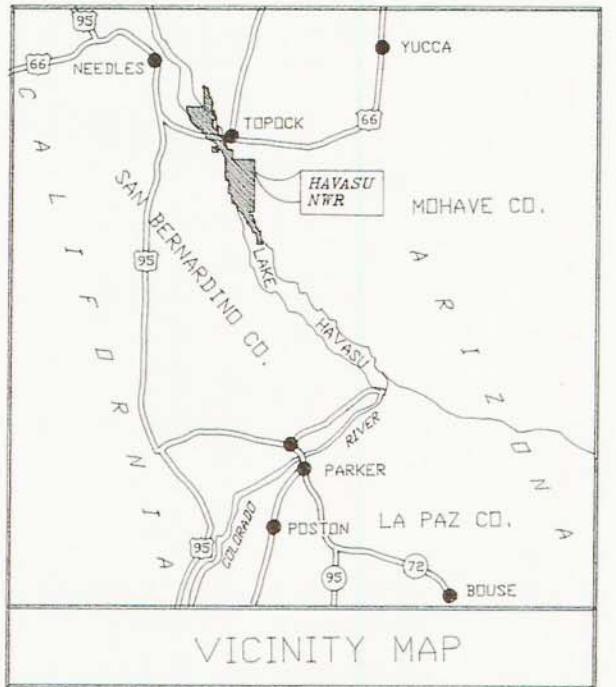 95
YUCCA
66
NEEDLES
TOPOCK
66
HAVASU
NWR
MOHAVE CO.
CALIFORNIA
SAN BERNARDINO CO.
ARIZONA
95
LAKE HAVASU
RIVER
PARKER
COLORADO
POSTON
LA PAZ CO.
95
95
72
BOUSE
VICINITY MAP